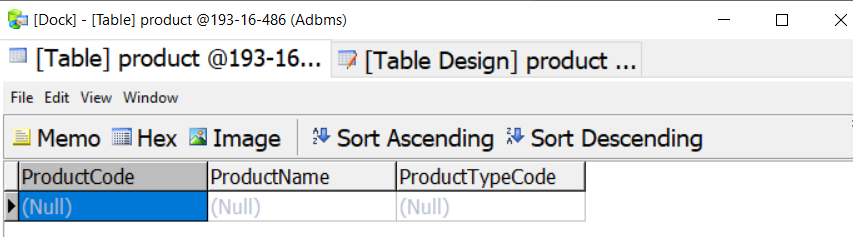 [Dock] - [Table] product @193-16-486 (Adbms)
[Table] product @193-16... [Table Design] product ...
File Edit View Window
Memo Hex Image Sort Ascending Sort Descending
ProductCode ProductName ProductTypeCode
(Null) (Null) (Null)